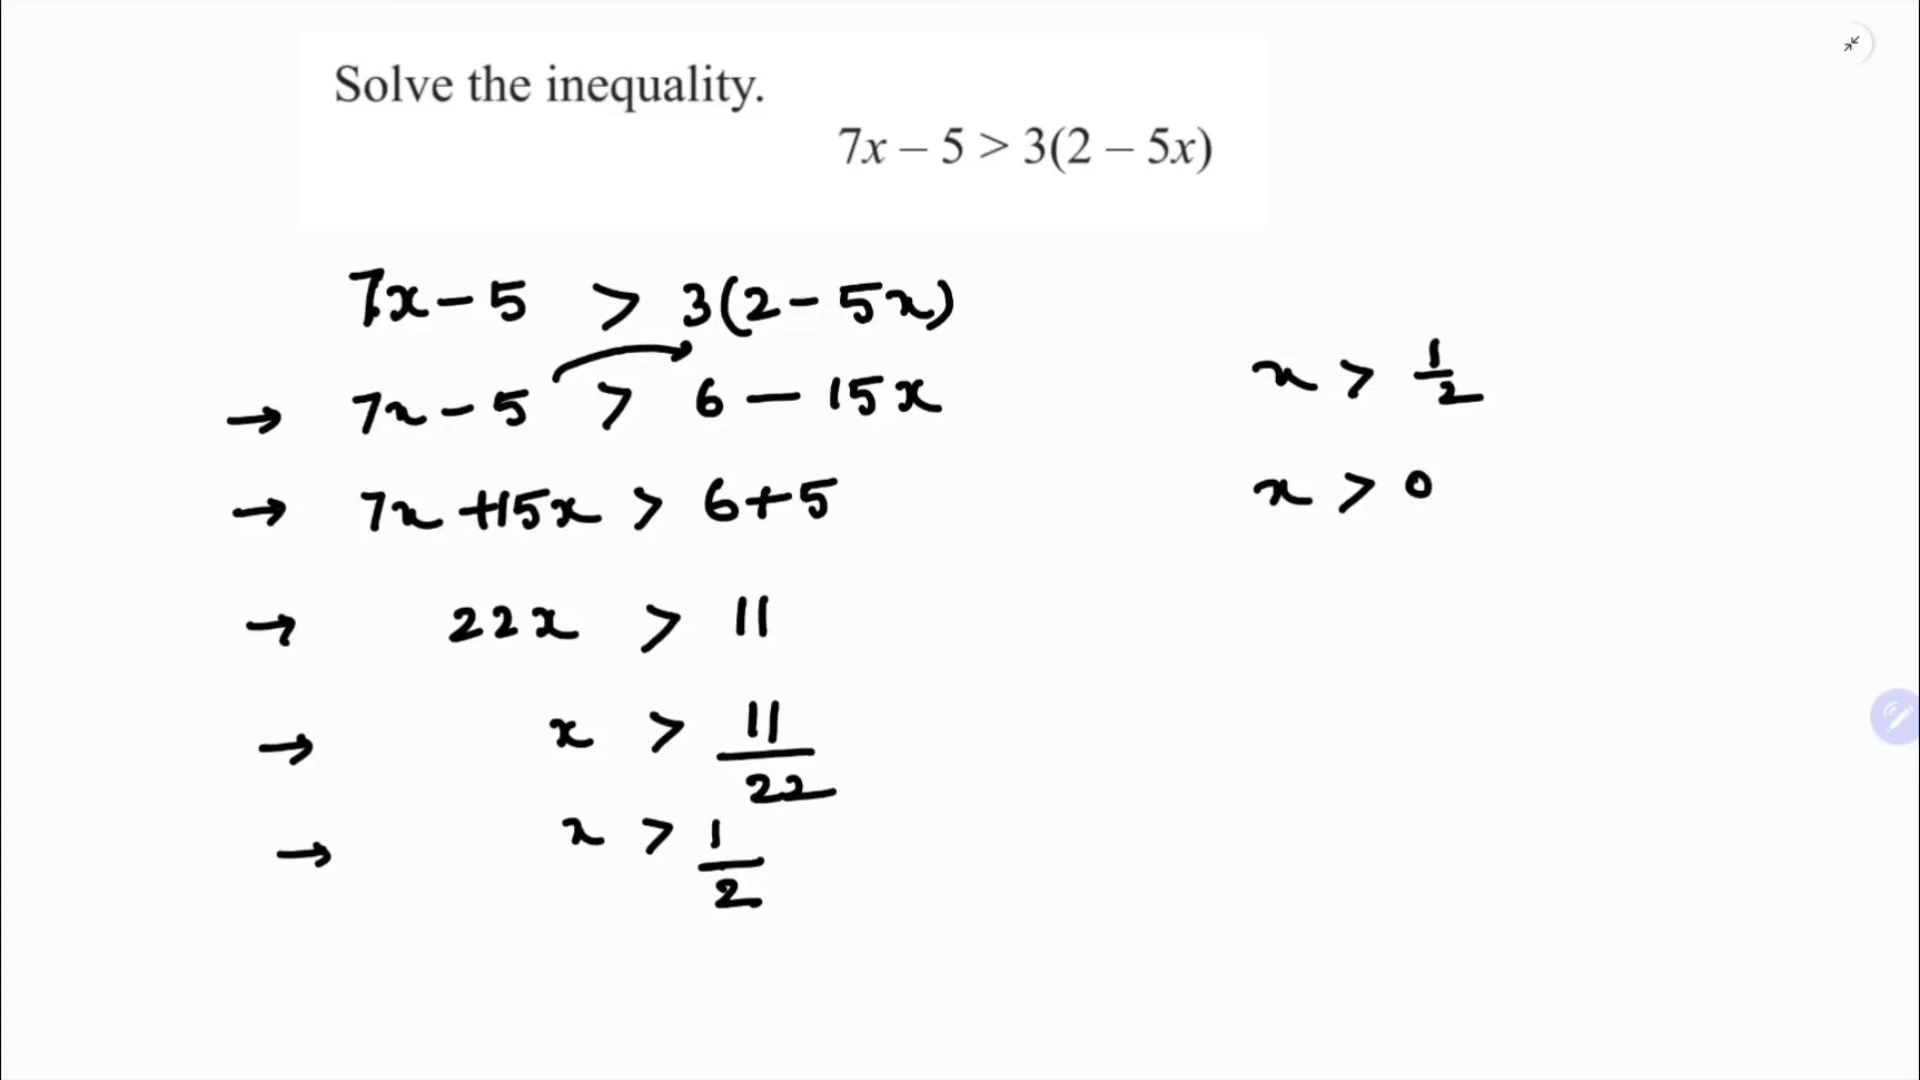 Solve the inequality.
7x – 5 > 3(2 – 5x)
7x - 5 > 3(2 - 5x)
→ 7x - 5 > 6 - 15x
→ 7x + 15x > 6 + 5
→ 22x > 11
→ x > 11/22
→ x > 1/2
x > 1/2
x > 0